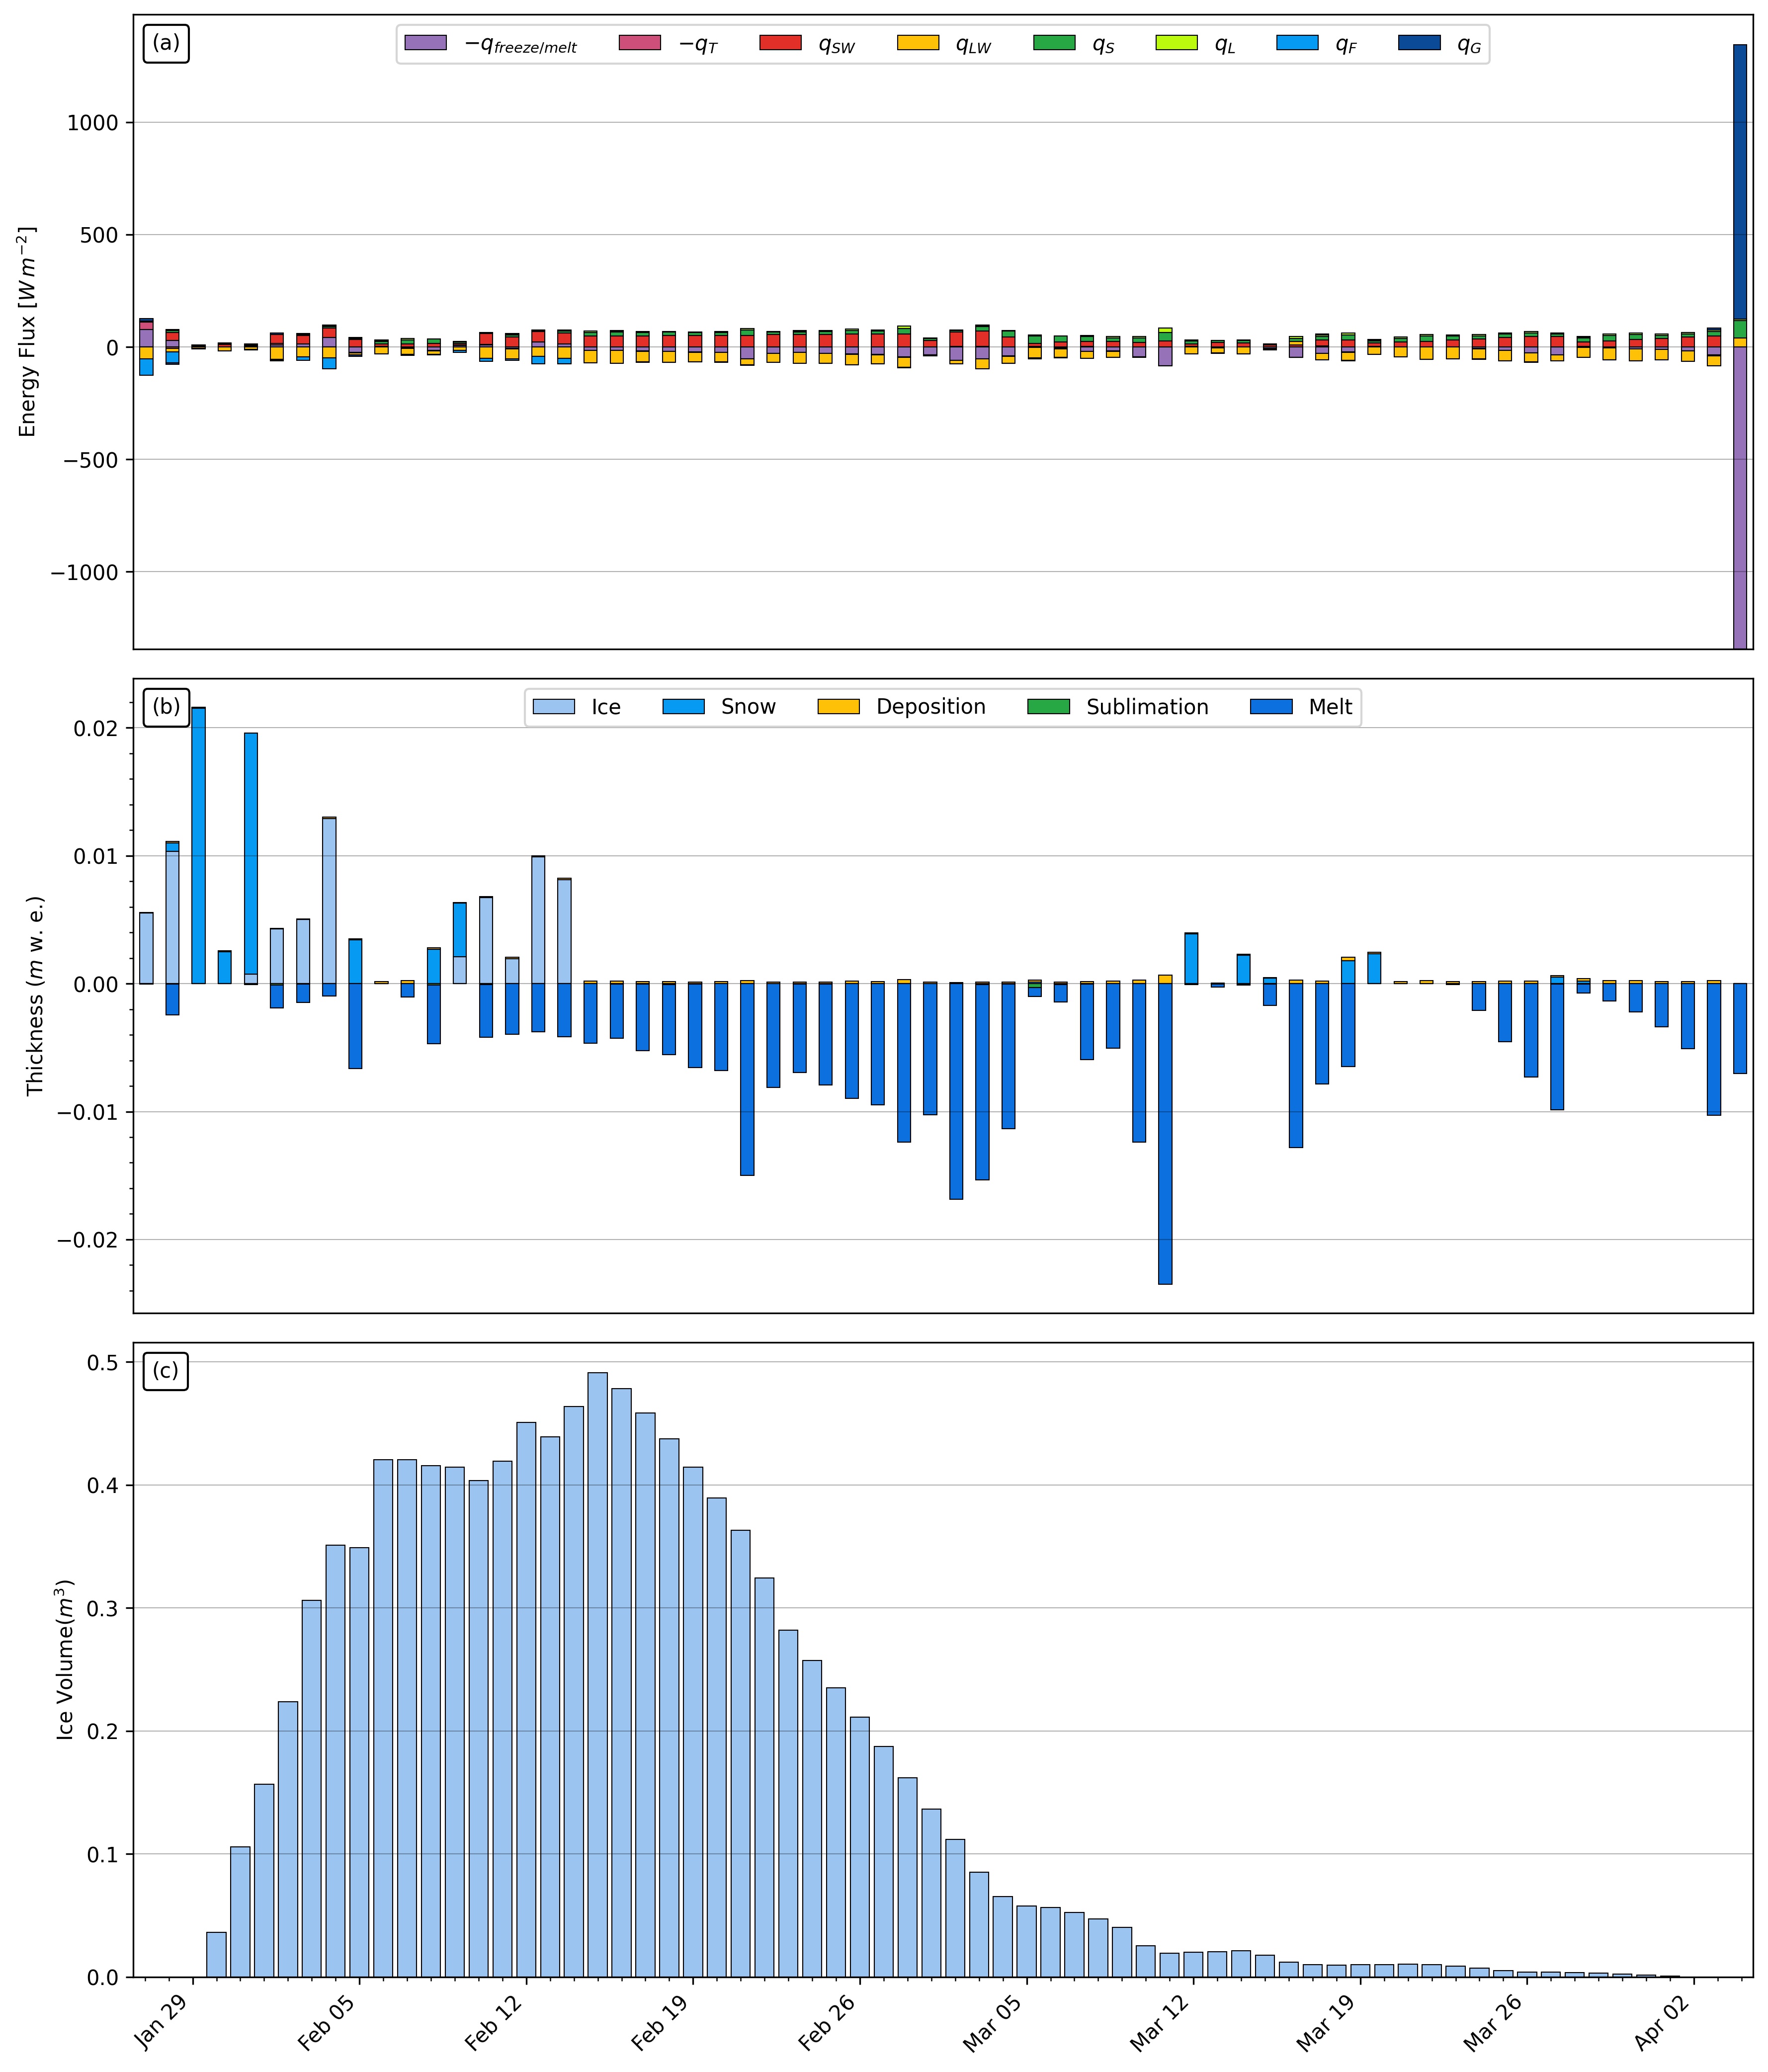 (a)
−q_freeze/melt −q_T q_SW q_LW q_S q_L q_F q_G
Energy Flux [W m⁻²]
1000
500
0
−500
−1000
(b)
Ice Snow Deposition Sublimation Melt
Thickness (m w. e.)
0.02
0.01
0.00
−0.01
−0.02
(c)
Ice Volume(m³)
0.5
0.4
0.3
0.2
0.1
0.0
Jan 29 Feb 05 Feb 12 Feb 19 Feb 26 Mar 05 Mar 12 Mar 19 Mar 26 Apr 02